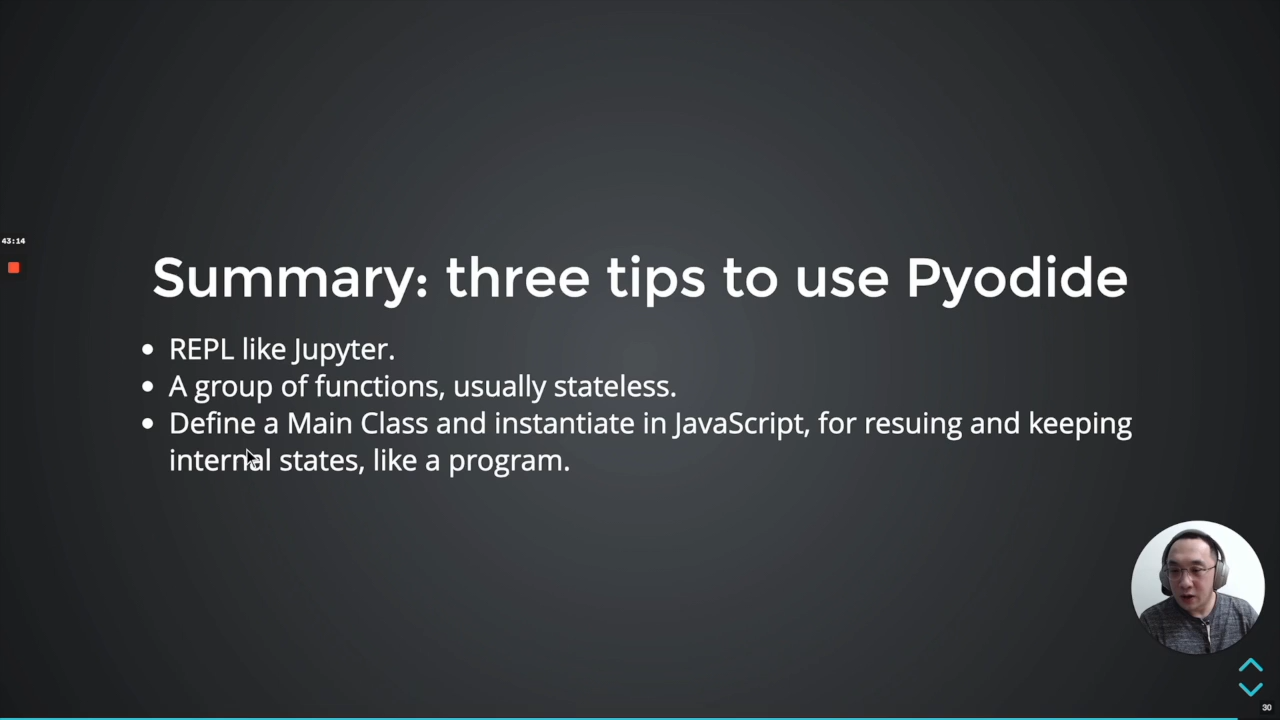 43:14
Summary: three tips to use Pyodide
REPL like Jupyter.
A group of functions, usually stateless.
Define a Main Class and instantiate in JavaScript, for resuing and keeping
internal states, like a program.
30